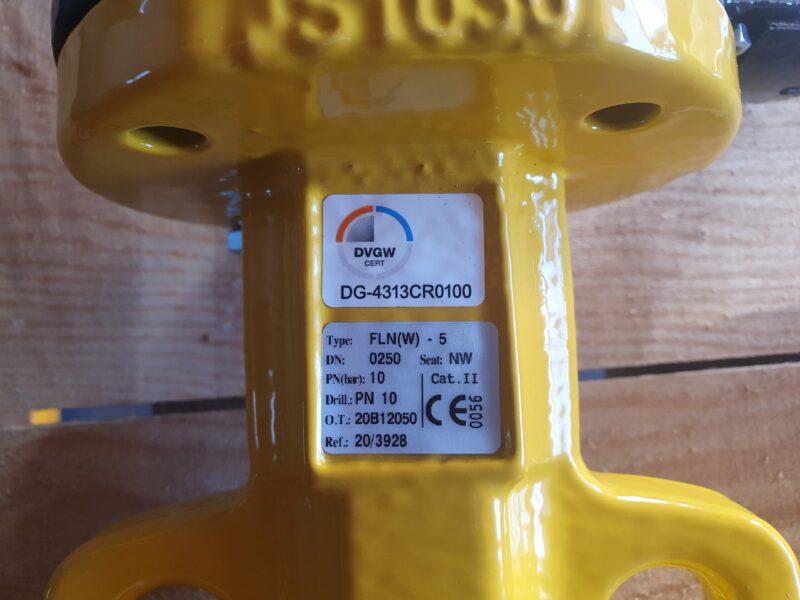 JS1030
DVGW
CERT
DG-4313CR0100
Type: FLN(W) - 5
DN: 0250 Seat: NW
PN(bar): 10 Cat.II
Drill.: PN 10
O.T.: 20B12050 CE 0056
Ref.: 20/3928